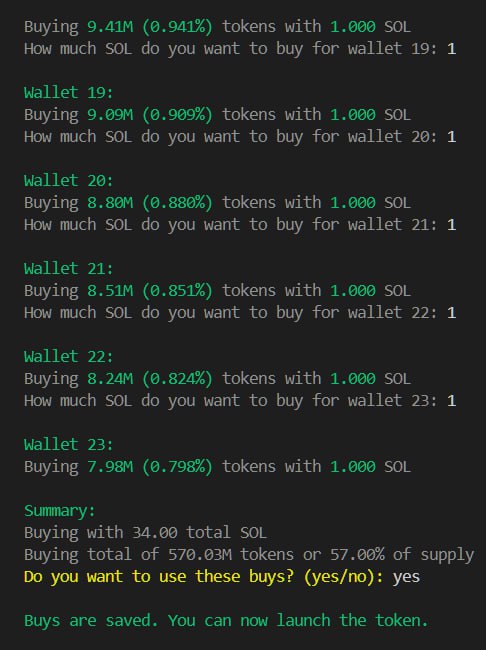 Buying 9.41M (0.941%) tokens with 1.000 SOL
How much SOL do you want to buy for wallet 19: 1
Wallet 19:
Buying 9.09M (0.909%) tokens with 1.000 SOL
How much SOL do you want to buy for wallet 20: 1
Wallet 20:
Buying 8.80M (0.880%) tokens with 1.000 SOL
How much SOL do you want to buy for wallet 21: 1
Wallet 21:
Buying 8.51M (0.851%) tokens with 1.000 SOL
How much SOL do you want to buy for wallet 22: 1
Wallet 22:
Buying 8.24M (0.824%) tokens with 1.000 SOL
How much SOL do you want to buy for wallet 23: 1
Wallet 23:
Buying 7.98M (0.798%) tokens with 1.000 SOL
Summary:
Buying with 34.00 total SOL
Buying total of 570.03M tokens or 57.00% of supply
Do you want to use these buys? (yes/no): yes
Buys are saved. You can now launch the token.